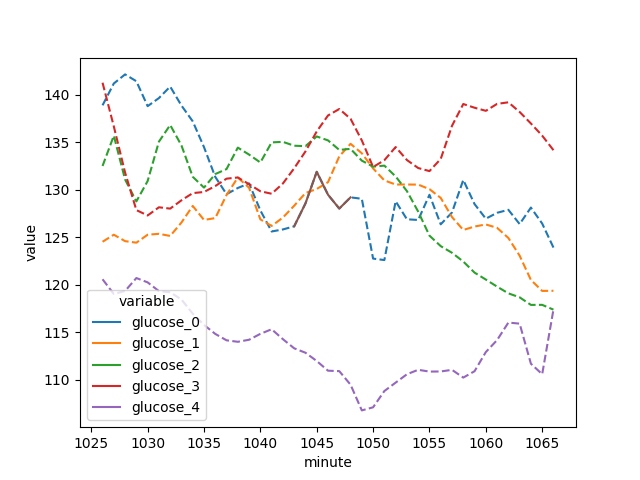 140
135
130
125
120
115
110
value
variable
glucose_0
glucose_1
glucose_2
glucose_3
glucose_4
1025 1030 1035 1040 1045 1050 1055 1060 1065
minute